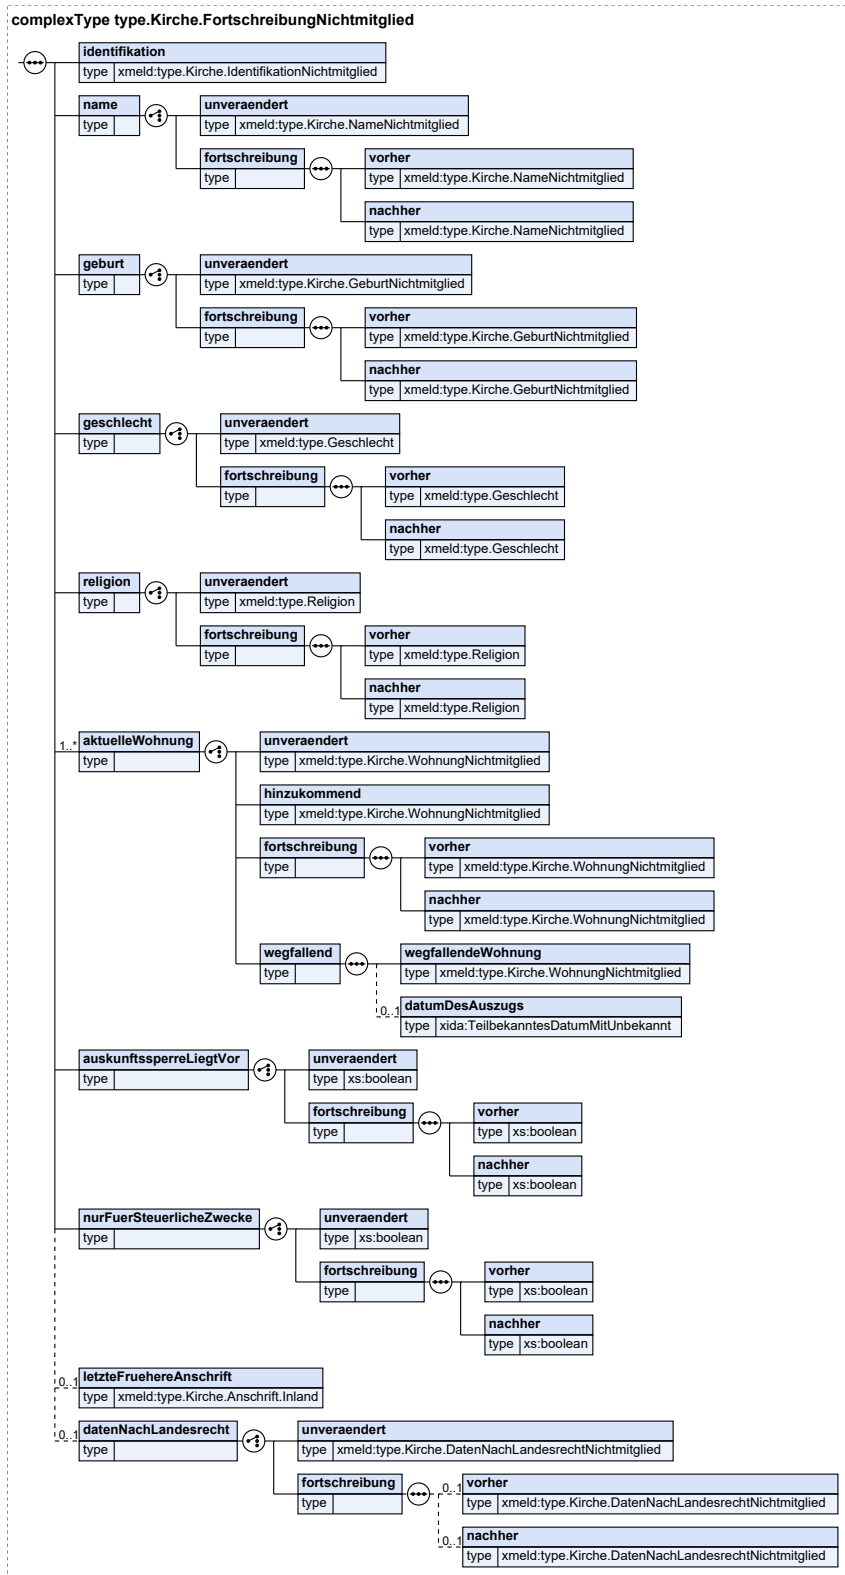 complexType type.Kirche.FortschreibungNichtmitglied
identifikation
type xmeld:type.Kirche.IdentifikationNichtmitglied
name
type
unveraendert
type xmeld:type.Kirche.NameNichtmitglied
fortschreibung
type
vorher
type xmeld:type.Kirche.NameNichtmitglied
nachher
type xmeld:type.Kirche.NameNichtmitglied
geburt
type
unveraendert
type xmeld:type.Kirche.GeburtNichtmitglied
fortschreibung
type
vorher
type xmeld:type.Kirche.GeburtNichtmitglied
nachher
type xmeld:type.Kirche.GeburtNichtmitglied
geschlecht
type
unveraendert
type xmeld:type.Geschlecht
fortschreibung
type
vorher
type xmeld:type.Geschlecht
nachher
type xmeld:type.Geschlecht
religion
type
unveraendert
type xmeld:type.Religion
fortschreibung
type
vorher
type xmeld:type.Religion
nachher
type xmeld:type.Religion
1..* aktuelleWohnung
type
unveraendert
type xmeld:type.Kirche.WohnungNichtmitglied
hinzukommend
type xmeld:type.Kirche.WohnungNichtmitglied
fortschreibung
type
vorher
type xmeld:type.Kirche.WohnungNichtmitglied
nachher
type xmeld:type.Kirche.WohnungNichtmitglied
wegfallend
type
wegfallendeWohnung
type xmeld:type.Kirche.WohnungNichtmitglied
0..1 datumDesAuszugs
type xida:TeilbekanntesDatumMitUnbekannt
auskunftssperreLiegtVor
type
unveraendert
type xs:boolean
fortschreibung
type
vorher
type xs:boolean
nachher
type xs:boolean
nurFuerSteuerlicheZwecke
type
unveraendert
type xs:boolean
fortschreibung
type
vorher
type xs:boolean
nachher
type xs:boolean
0..1 letzteFruehereAnschrift
type xmeld:type.Kirche.Anschrift.Inland
0..1 datenNachLandesrecht
type
unveraendert
type xmeld:type.Kirche.DatenNachLandesrechtNichtmitglied
fortschreibung
type
0..1 vorher
type xmeld:type.Kirche.DatenNachLandesrechtNichtmitglied
0..1 nachher
type xmeld:type.Kirche.DatenNachLandesrechtNichtmitglied